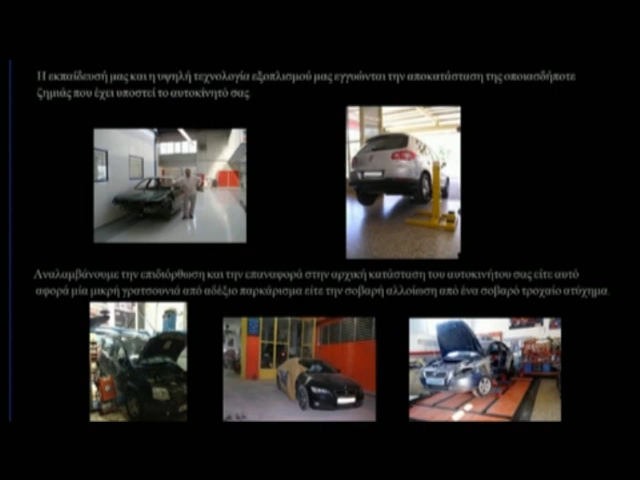 Η εκπαίδευσή μας και η υψηλή τεχνολογία εξοπλισμού μας εγγυώνται την αποκατάσταση της οποιασδήποτε
ζημιάς που έχει υποστεί το αυτοκίνητό σας
Αναλαμβάνουμε την επιδιόρθωση και την επαναφορά στην αρχική κατάσταση του αυτοκινήτου σας είτε αυτό
αφορά μία μικρή γρατσουνιά από αδέξιο παρκάρισμα είτε την σοβαρή αλλοίωση από ένα σοβαρό τροχαίο ατύχημα.